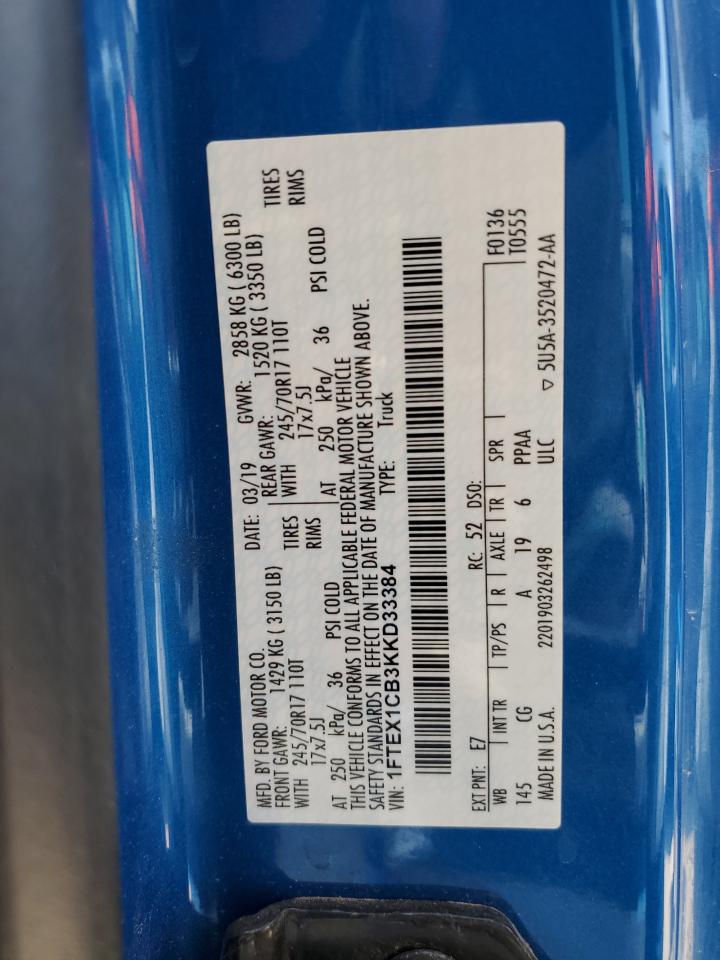 MFD. BY FORD MOTOR CO.
DATE: 03/19 GVWR: 2858 KG ( 6300 LB)
FRONT GAWR: 1429 KG ( 3150 LB)
REAR GAWR: 1520 KG ( 3350 LB)
WITH 245/70R17 110T TIRES
WITH 245/70R17 110T TIRES
17x7.5J RIMS
17x7.5J RIMS
AT 250 kPa/ 36 PSI COLD
AT 250 kPa/ 36 PSI COLD
THIS VEHICLE CONFORMS TO ALL APPLICABLE FEDERAL MOTOR VEHICLE
SAFETY STANDARDS IN EFFECT ON THE DATE OF MANUFACTURE SHOWN ABOVE.
VIN: 1FTEX1CB3KKD33384 TYPE: Truck
EXT PNT: E7 RC: 52 DSO:
WB INT TR TP/PS R AXLE TR SPR F0136
145 CG A 19 6 PPAA T0555
MADE IN U.S.A. 2201903262498 ULC ▽ 5U5A-3520472-AA